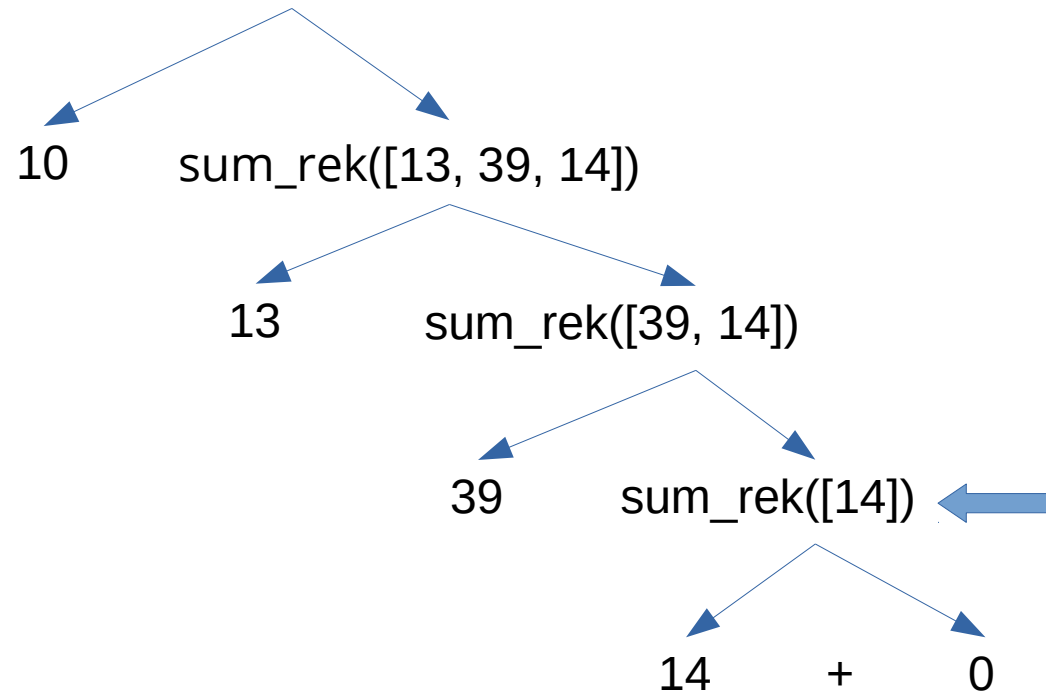 10 sum_rek([13, 39, 14])
13 sum_rek([39, 14])
39 sum_rek([14])
14 + 0